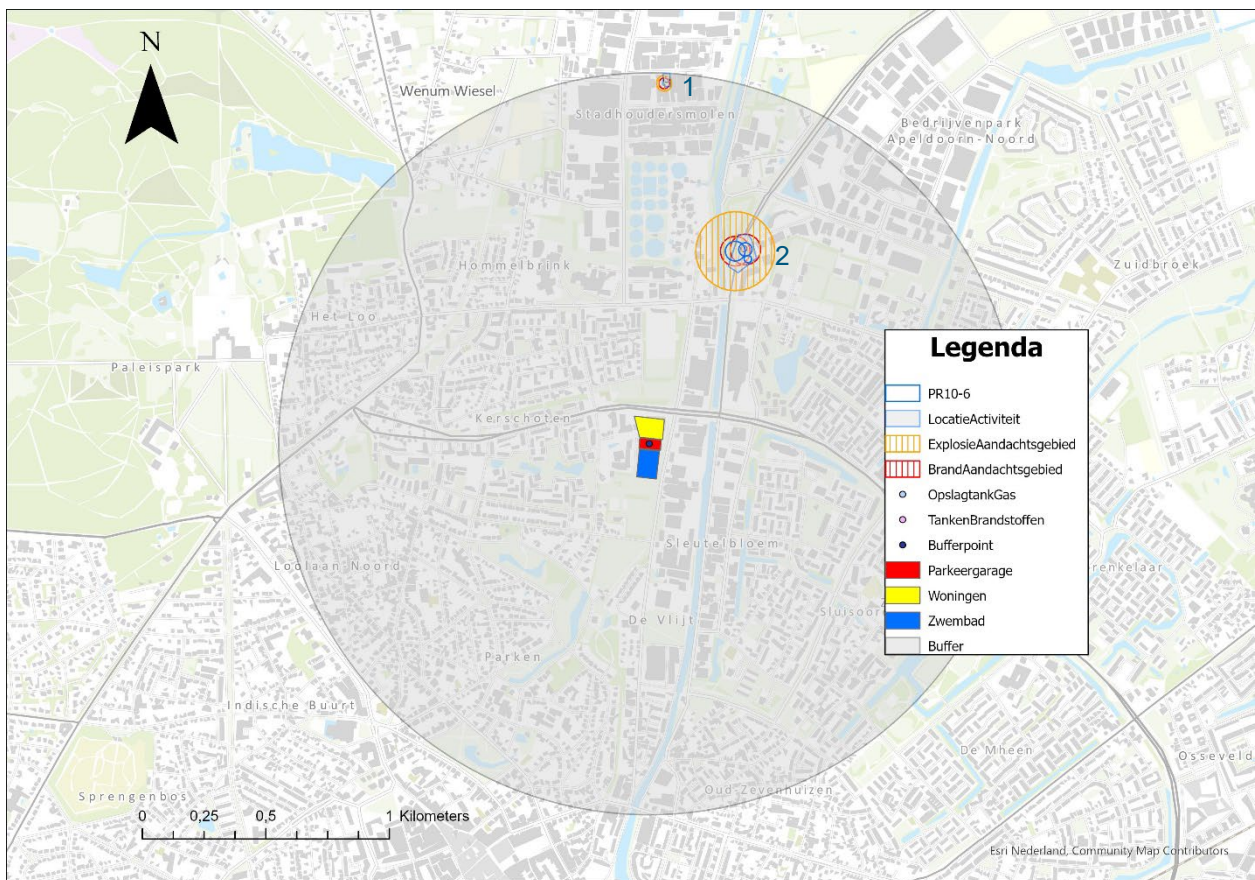 N
Wenum Wiesel
1
Stadhoudersmolen
Bedrijvenpark
Apeldoorn-Noord
Hommelbrink
2
Zuidbroek
Het Loo
Paleispark
Kerschoten
Legenda
PR10-6
LocatieActiviteit
ExplosieAandachtsgebied
BrandAandachtsgebied
OpslagtankGas
TankenBrandstoffen
Bufferpoint
Parkeergarage
Woningen
Zwembad
Buffer
Sleutelbloem
Loolaan-Noord
renkelaar
Sluisoor
De Vlijt
Parken
Indische Buurt
De Mheen
Osseveld
Sprengenbos
Oud Zevenhuizen
0 0,25 0,5 1 Kilometers
Esri Nederland, Community Map Contributors